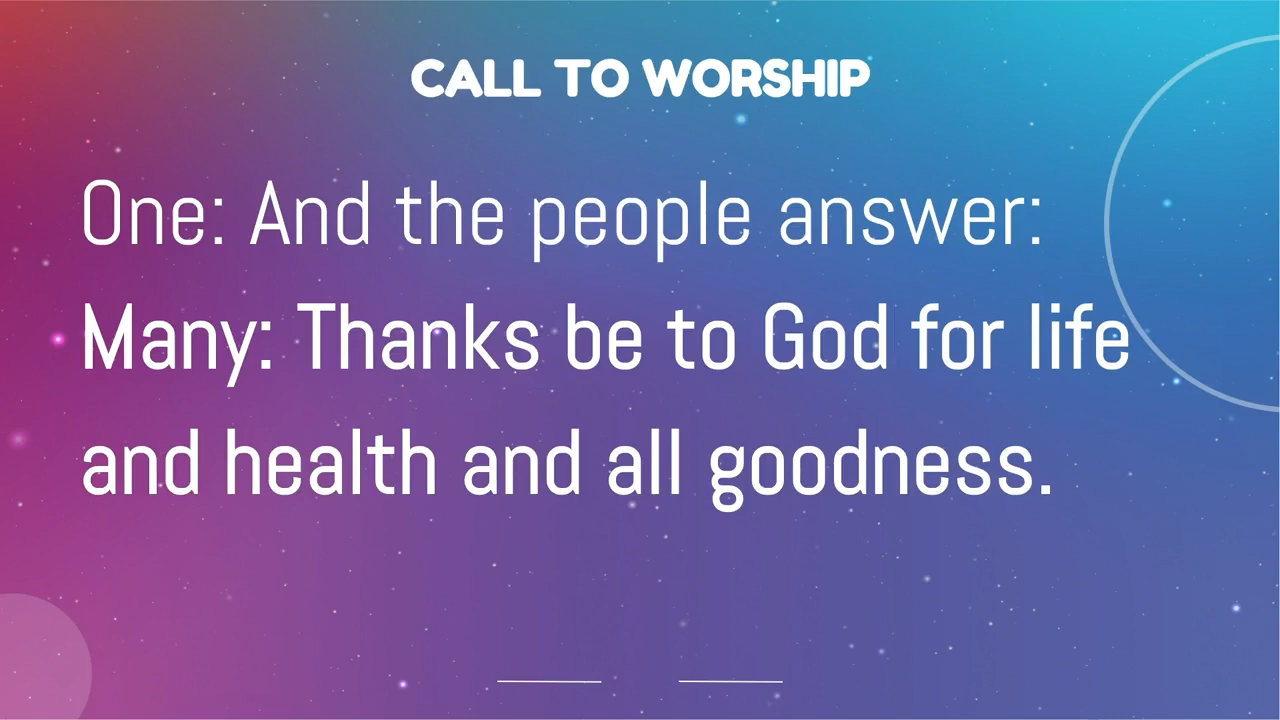 CALL TO WORSHIP
One: And the people answer:
Many: Thanks be to God for life
and health and all goodness.